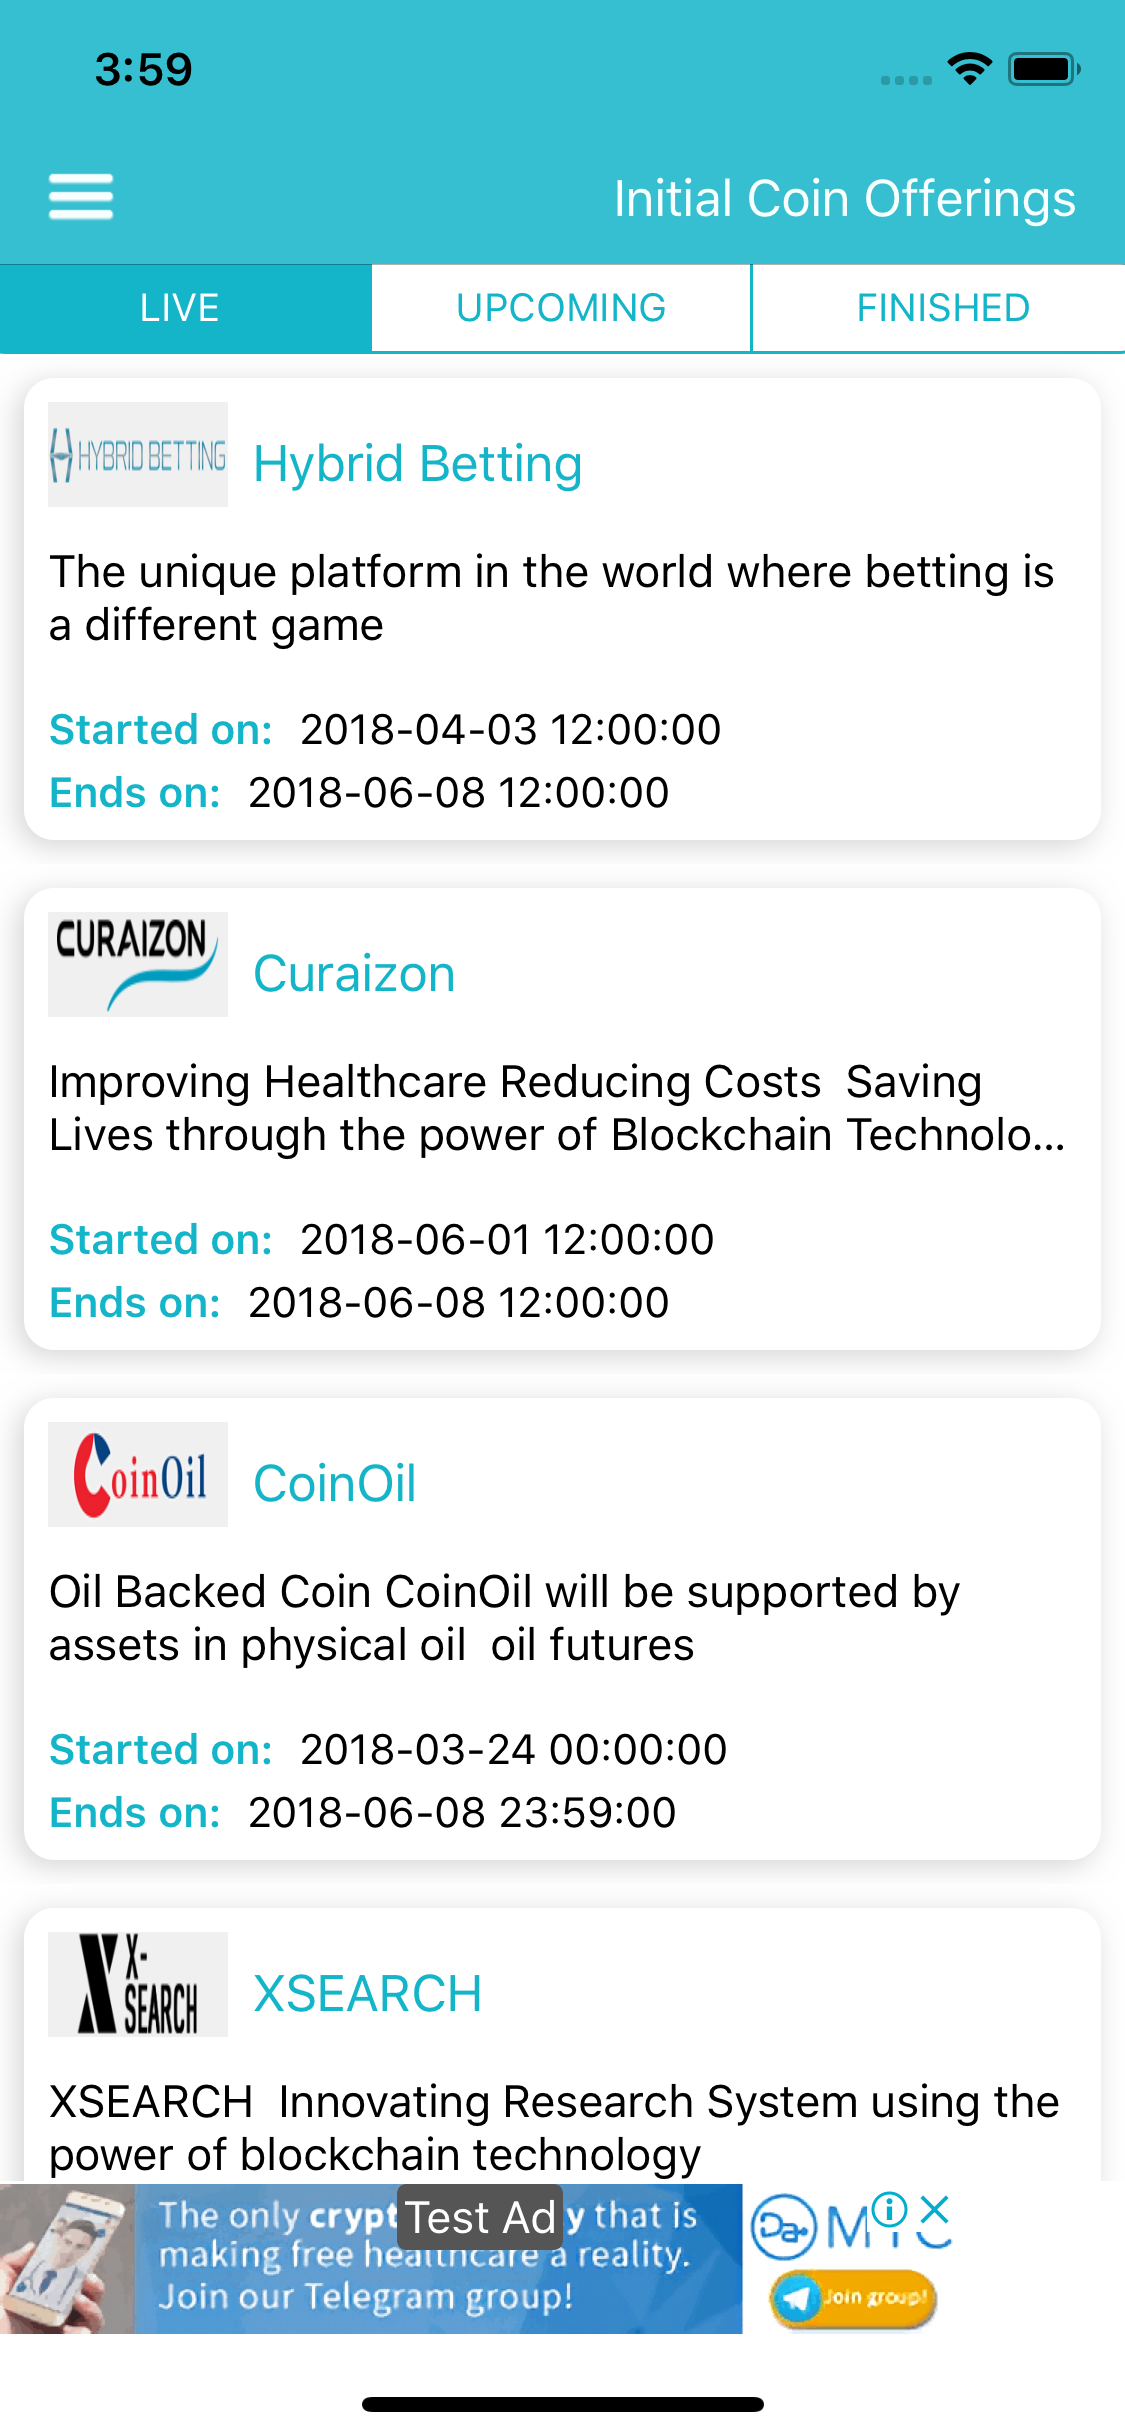 3:59
Initial Coin Offerings
LIVE
UPCOMING
FINISHED
HYBRID BETTING
Hybrid Betting
The unique platform in the world where betting is
a different game
Started on: 2018-04-03 12:00:00
Ends on: 2018-06-08 12:00:00
CURAIZON
Curaizon
Improving Healthcare Reducing Costs  Saving
Lives through the power of Blockchain Technolo...
Started on: 2018-06-01 12:00:00
Ends on: 2018-06-08 12:00:00
CoinOil
CoinOil
Oil Backed Coin CoinOil will be supported by
assets in physical oil  oil futures
Started on: 2018-03-24 00:00:00
Ends on: 2018-06-08 23:59:00
X-
SEARCH
XSEARCH
XSEARCH  Innovating Research System using the
power of blockchain technology
Test Ad
The only crypt y that is
making free healthcare a reality.
Join our Telegram group!
Join group!